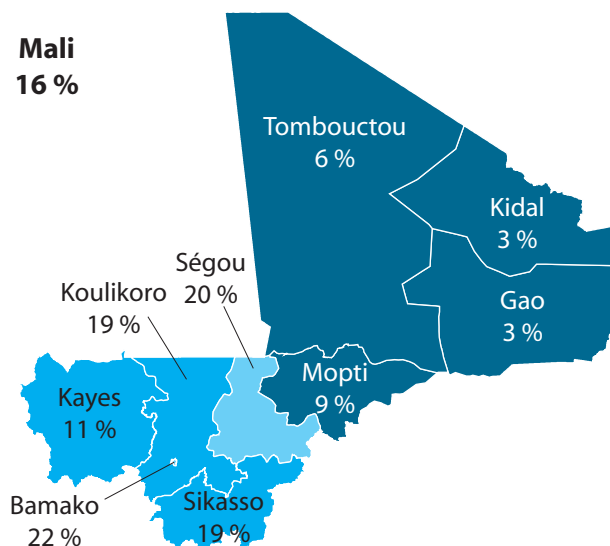 Mali
16 %
Tombouctou
6 %
Kidal
3 %
Ségou
20 %
Koulikoro
19 %
Gao
3 %
Mopti
9 %
Kayes
11 %
Bamako
22 %
Sikasso
19 %